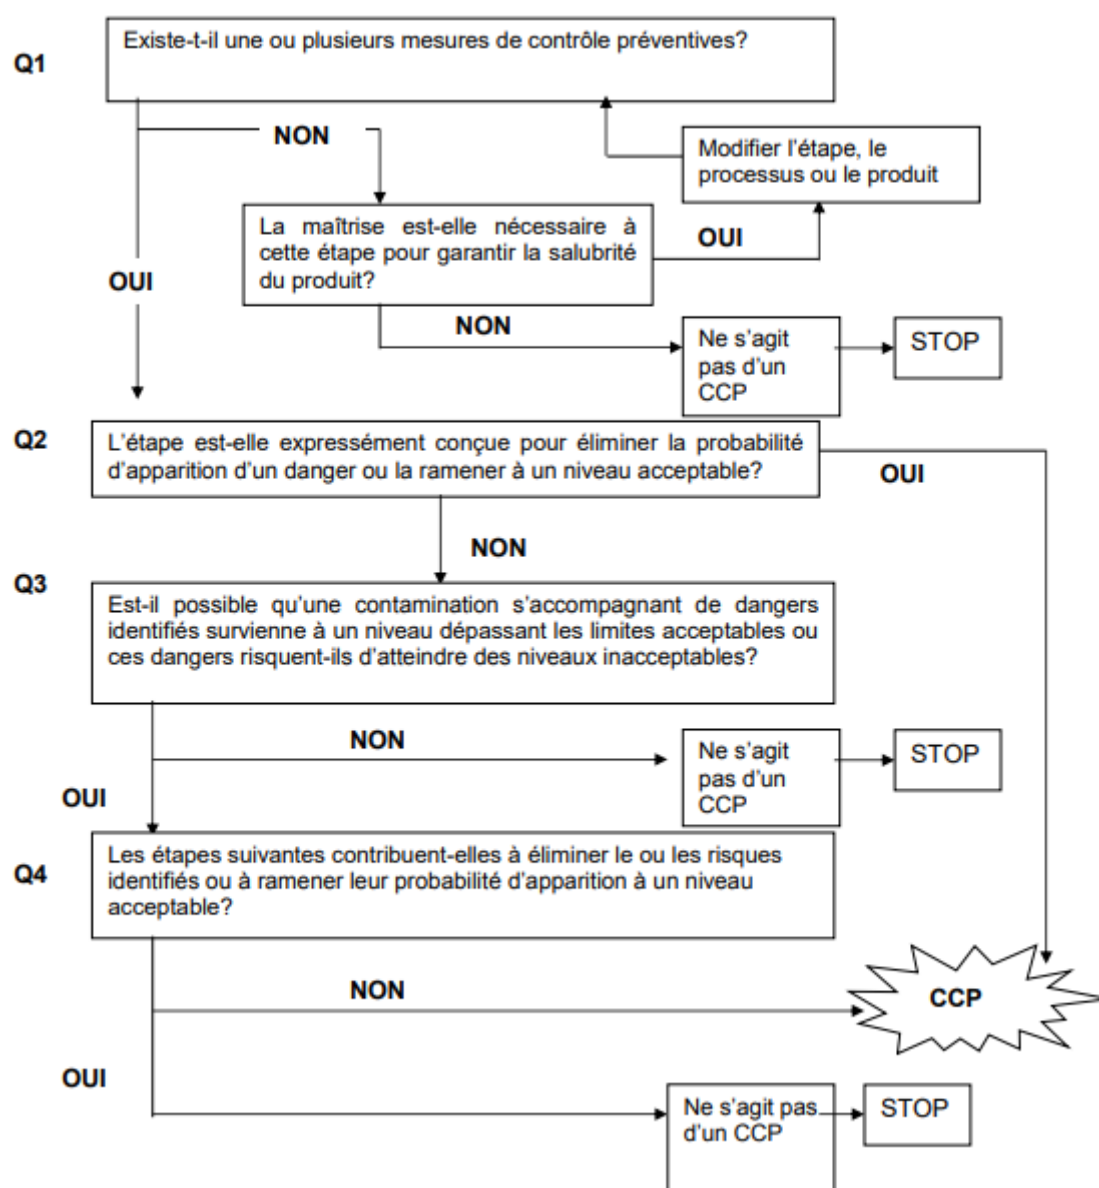 Q1
Existe-t-il une ou plusieurs mesures de contrôle préventives?
NON
Modifier l'étape, le
processus ou le produit
La maîtrise est-elle nécessaire à
cette étape pour garantir la salubrité
du produit?
OUI
OUI
NON
Ne s'agit
pas d'un
CCP
STOP
Q2
L'étape est-elle expressément conçue pour éliminer la probabilité
d'apparition d'un danger ou la ramener à un niveau acceptable?
OUI
NON
Q3
Est-il possible qu'une contamination s'accompagnant de dangers
identifiés survienne à un niveau dépassant les limites acceptables ou
ces dangers risquent-ils d'atteindre des niveaux inacceptables?
NON
Ne s'agit
pas d'un
CCP
STOP
OUI
Q4
Les étapes suivantes contribuent-elles à éliminer le ou les risques
identifiés ou à ramener leur probabilité d'apparition à un niveau
acceptable?
NON
CCP
OUI
Ne s'agit pas
d'un CCP
STOP